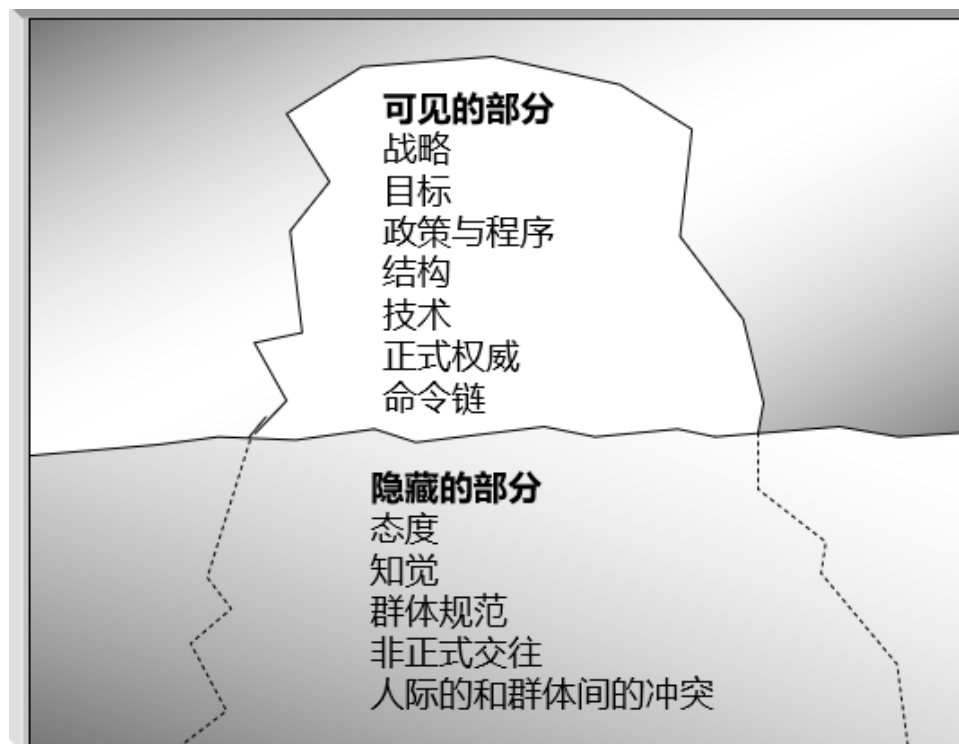 可见的部分
战略
目标
政策与程序
结构
技术
正式权威
命令链
隐藏的部分
态度
知觉
群体规范
非正式交往
人际的和群体间的冲突